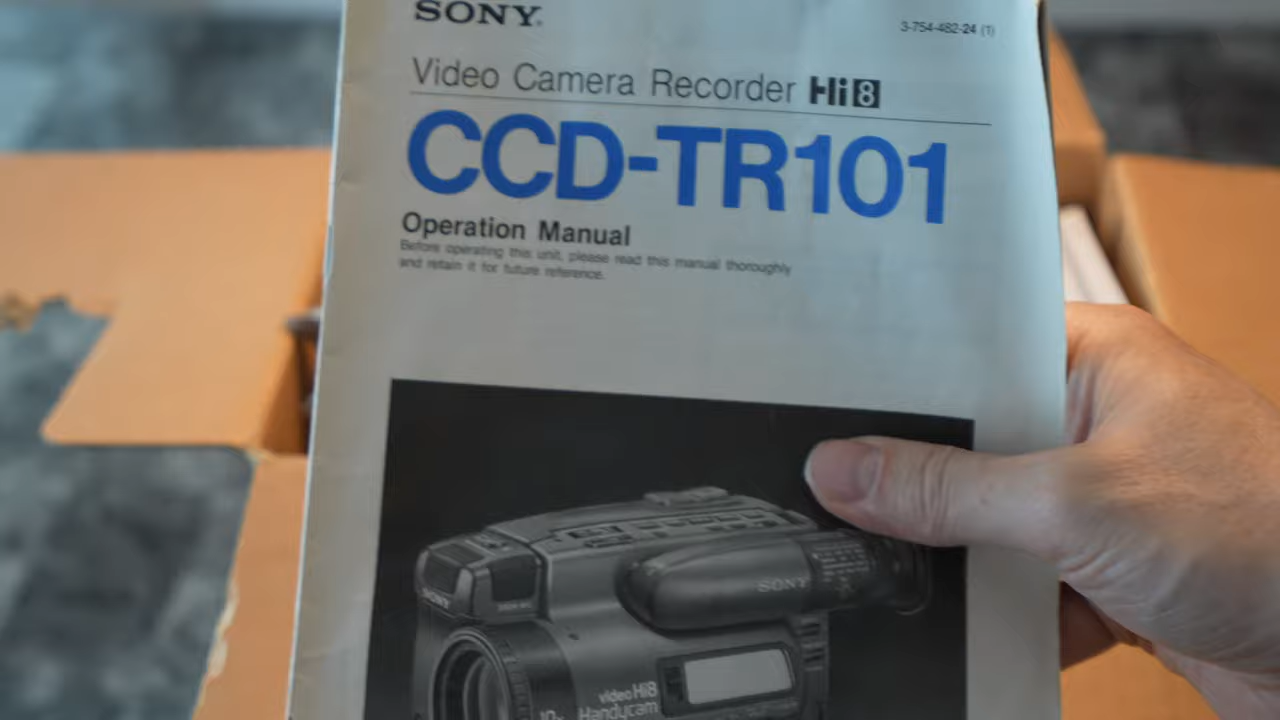 SONY®
3-754-482-24 (1)
Video Camera Recorder Hi8
CCD-TR101
Operation Manual
Before operating this unit, please read this manual thoroughly
and retain it for future reference.
SONY
SONY
video Hi8
Handycam
10x